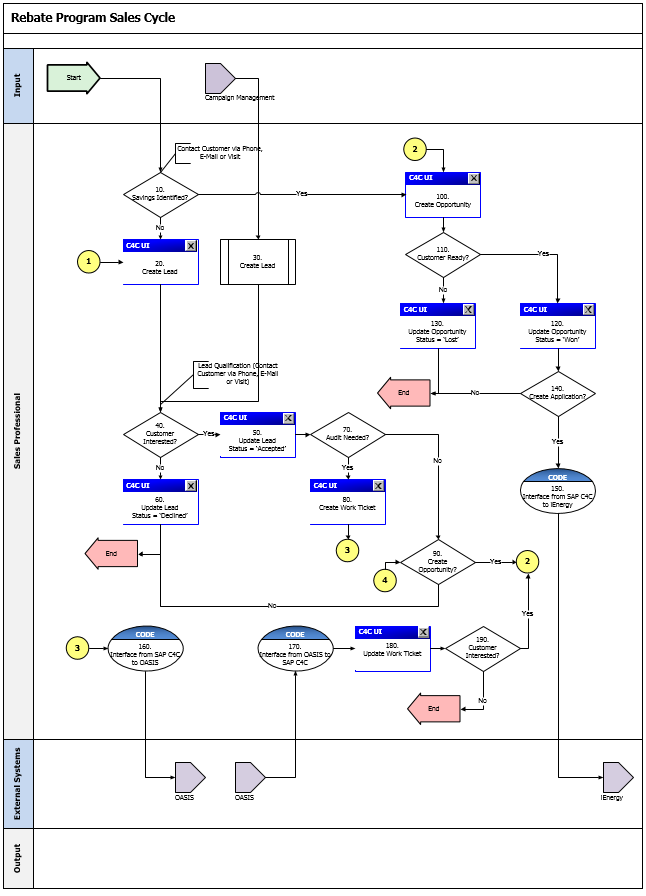 Rebate Program Sales Cycle
Input
Start
Campaign Management
Sales Professional
Contact Customer via Phone,
E-Mail or Visit
10.
Savings Identified?
Yes
No
2
C4C UI
100.
Create Opportunity
1
C4C UI
20.
Create Lead
30.
Create Lead
110.
Customer Ready?
Yes
No
C4C UI
130.
Update Opportunity
Status = 'Lost'
C4C UI
120.
Update Opportunity
Status = 'Won'
Lead Qualification (Contact
Customer via Phone, E-Mail
or Visit)
End
No
140.
Create Application?
Yes
40.
Customer
Interested?
Yes
No
C4C UI
50.
Update Lead
Status = 'Accepted'
70.
Audit Needed?
Yes
No
C4C UI
60.
Update Lead
Status = 'Declined'
C4C UI
80.
Create Work Ticket
CODE
150.
Interface from SAP C4C
to IEnergy
End
3
4
90.
Create
Opportunity?
Yes
2
No
Yes
3
CODE
160.
Interface from SAP C4C
to OASIS
CODE
170.
Interface from OASIS to
SAP C4C
C4C UI
180.
Update Work Ticket
190.
Customer
Interested?
No
End
External Systems
OASIS
OASIS
IEnergy
Output